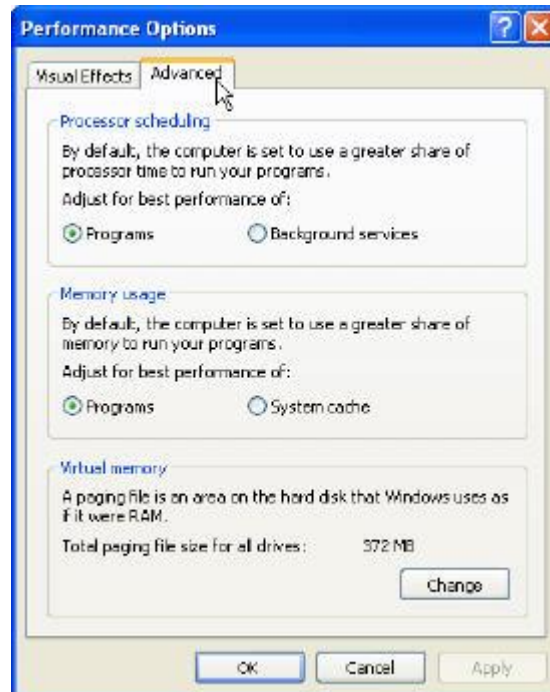 Performance Options
Visual Effects
Advanced
Processor scheduling
By default, the computer is set to use a greater share of
processor time to run your programs.
Adjust for best performance of:
Programs
Background services
Memory usage
By default, the computer is set to use a greater share of
memory to run your programs.
Adjust for best performance of:
Programs
System cache
Virtual memory
A paging file is an area on the hard disk that Windows uses as
if it were RAM.
Total paging file size for all drives:
372 MB
Change
OK
Cancel
Apply